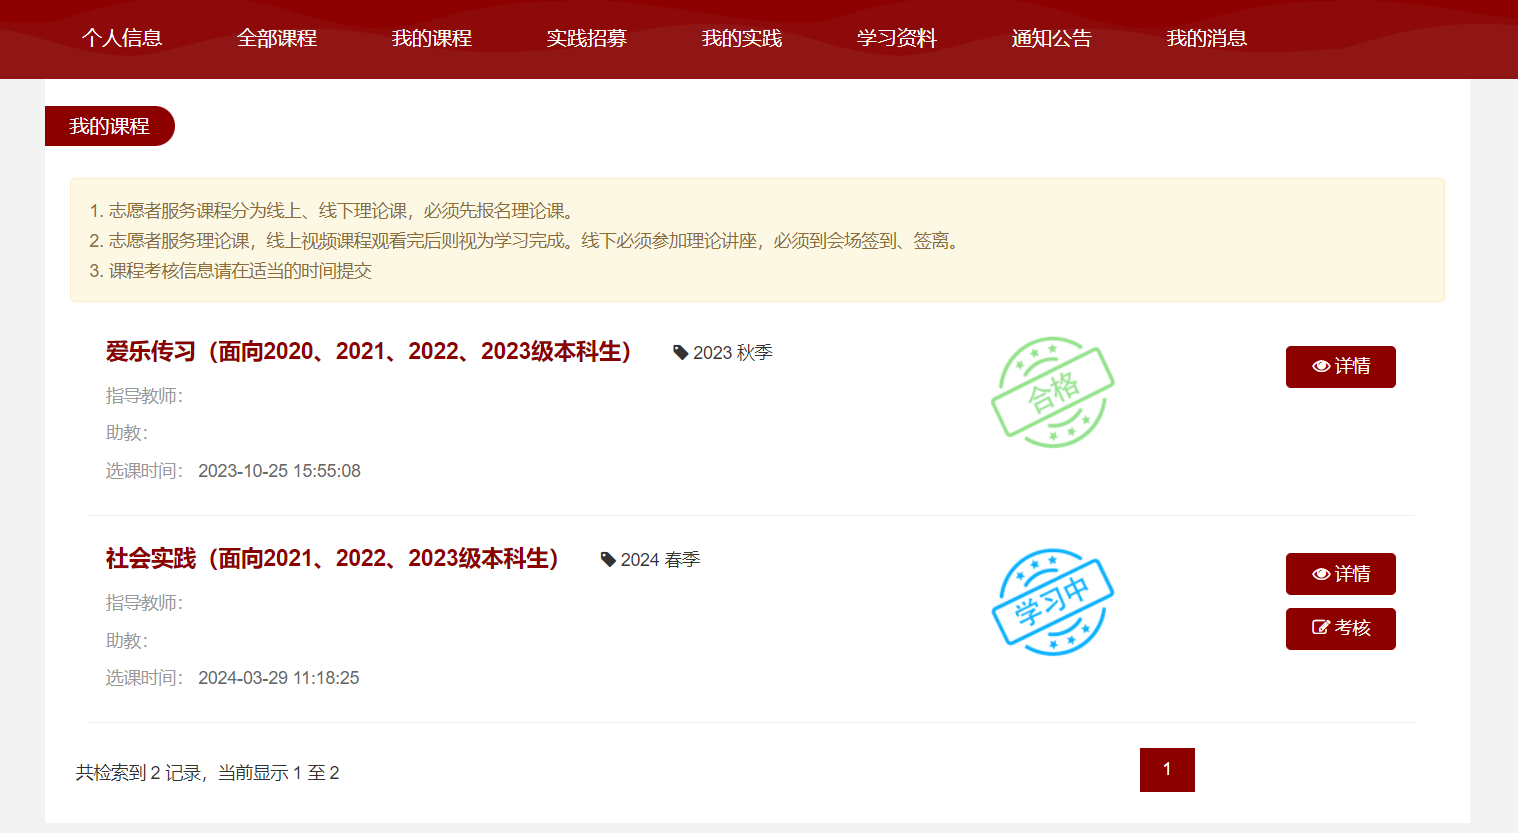 个人信息 全部课程 我的课程 实践招募 我的实践 学习资料 通知公告 我的消息
我的课程
1. 志愿者服务课程分为线上、线下理论课，必须先报名理论课。
2. 志愿者服务理论课，线上视频课程观看完后则视为学习完成。线下必须参加理论讲座，必须到会场签到、签离。
3. 课程考核信息请在适当的时间提交
爱乐传习（面向2020、2021、2022、2023级本科生） 2023 秋季
合格
详情
指导教师：
助教：
选课时间： 2023-10-25 15:55:08
社会实践（面向2021、2022、2023级本科生） 2024 春季
学习中
详情
指导教师：
考核
助教：
选课时间： 2024-03-29 11:18:25
共检索到 2 记录，当前显示 1 至 2
1